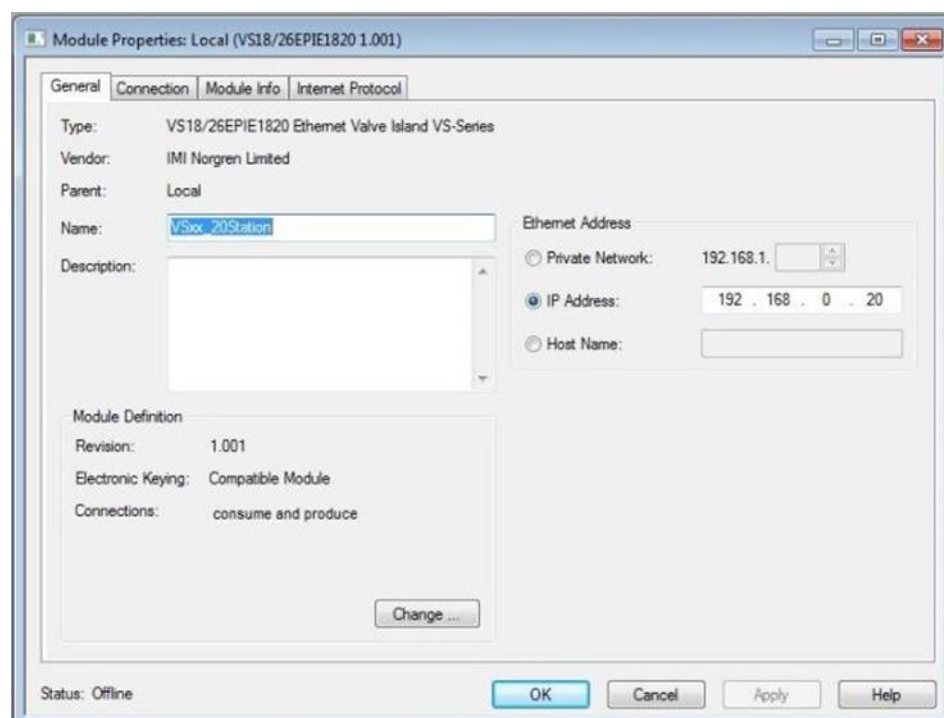 Module Properties: Local (VS18/26EPIE1820 1.001)
General Connection Module Info Internet Protocol
Type: VS18/26EPIE1820 Ethernet Valve Island VS-Series
Vendor: IMI Norgren Limited
Parent: Local
Name: VSxx_20Station
Description:
Ethernet Address
Private Network: 192.168.1.
IP Address: 192 . 168 . 0 . 20
Host Name:
Module Definition
Revision: 1.001
Electronic Keying: Compatible Module
Connections: consume and produce
Change ...
Status: Offline
OK Cancel Apply Help